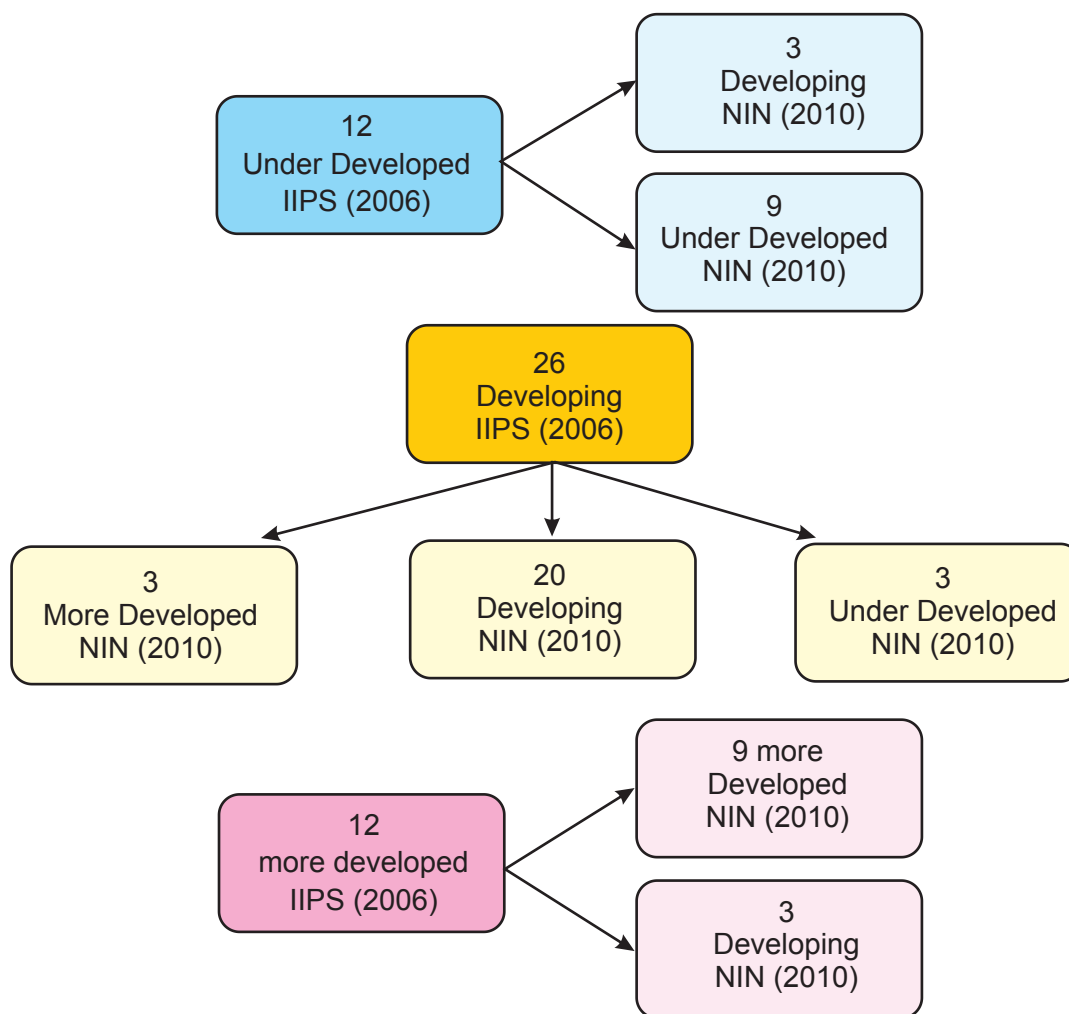 3
Developing
NIN (2010)
12
Under Developed
IIPS (2006)
9
Under Developed
NIN (2010)
26
Developing
IIPS (2006)
3
More Developed
NIN (2010)
20
Developing
NIN (2010)
3
Under Developed
NIN (2010)
9 more
Developed
NIN (2010)
12
more developed
IIPS (2006)
3
Developing
NIN (2010)